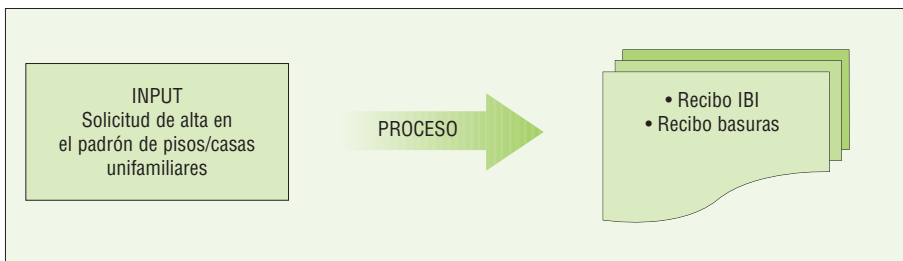 INPUT
Solicitud de alta en
el padrón de pisos/casas
unifamiliares
PROCESO
• Recibo IBI
• Recibo basuras